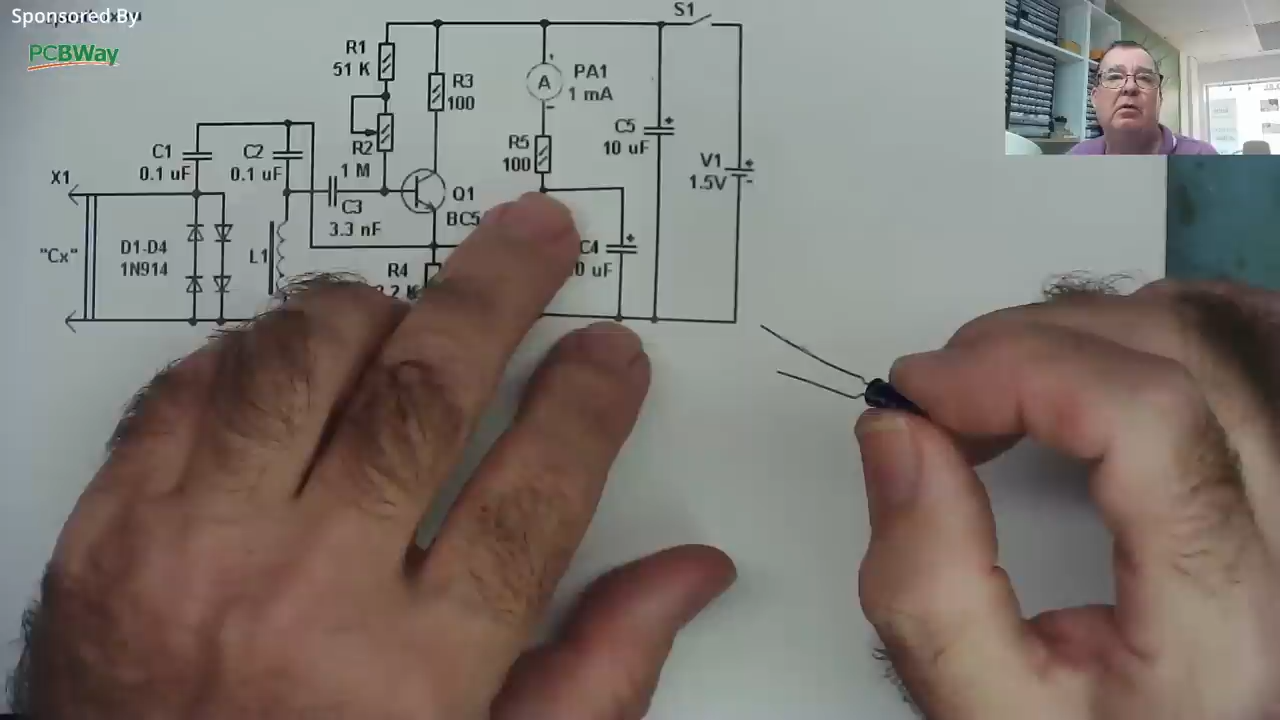 Sponsored By
PCBWay
S1
R1
51 K
R3
100
A
PA1
1 mA
C1
0.1 uF
C2
0.1 uF
R2
1 M
R5
100
C5
10 uF
V1
1.5V
X1
C3
3.3 nF
Q1
"Cx"
D1-D4
1N914
L1
R4
C4